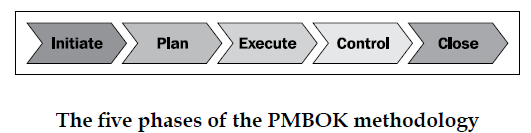 Initiate Plan Execute Control Close
The five phases of the PMBOK methodology